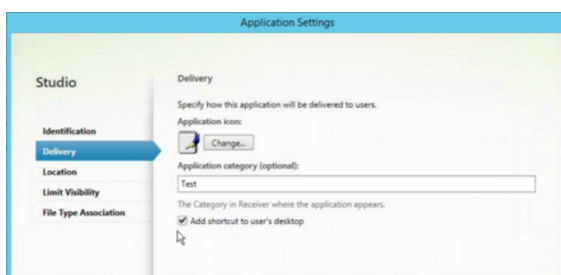 Application Settings
Studio
Identification
Delivery
Location
Limit Visibility
File Type Association
Delivery
Specify how this application will be delivered to users.
Application icon:
Change...
Application category (optional):
Test
The Category in Receiver where the application appears.
Add shortcut to user's desktop